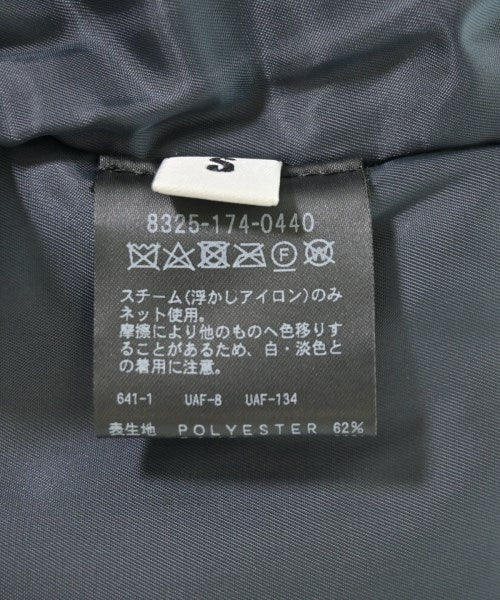 S
8325-174-0440
F W
スチーム(浮かしアイロン)のみ
ネット使用。
摩擦により他のものへ色移りす
ることがあるため、白・淡色と
の着用に注意。
641-1 UAF-8 UAF-134
表生地 POLYESTER 62%